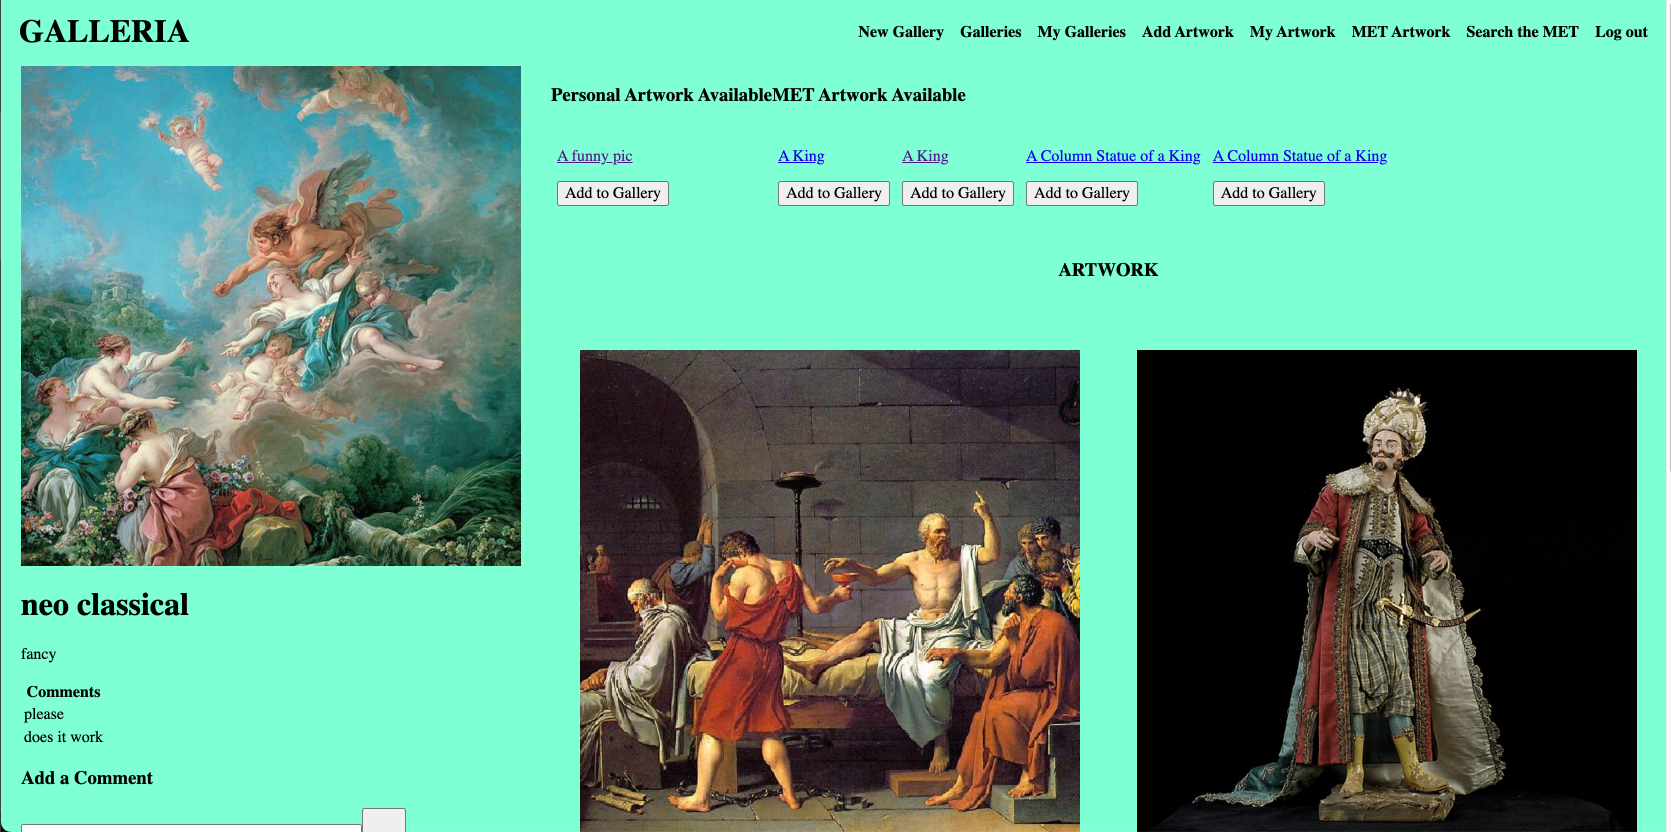 GALLERIA
New Gallery Galleries My Galleries Add Artwork My Artwork MET Artwork Search the MET Log out
Personal Artwork AvailableMET Artwork Available
A funny pic A King A King A Column Statue of a King A Column Statue of a King
Add to Gallery Add to Gallery Add to Gallery Add to Gallery Add to Gallery
ARTWORK
neo classical
fancy
Comments
please
does it work
Add a Comment